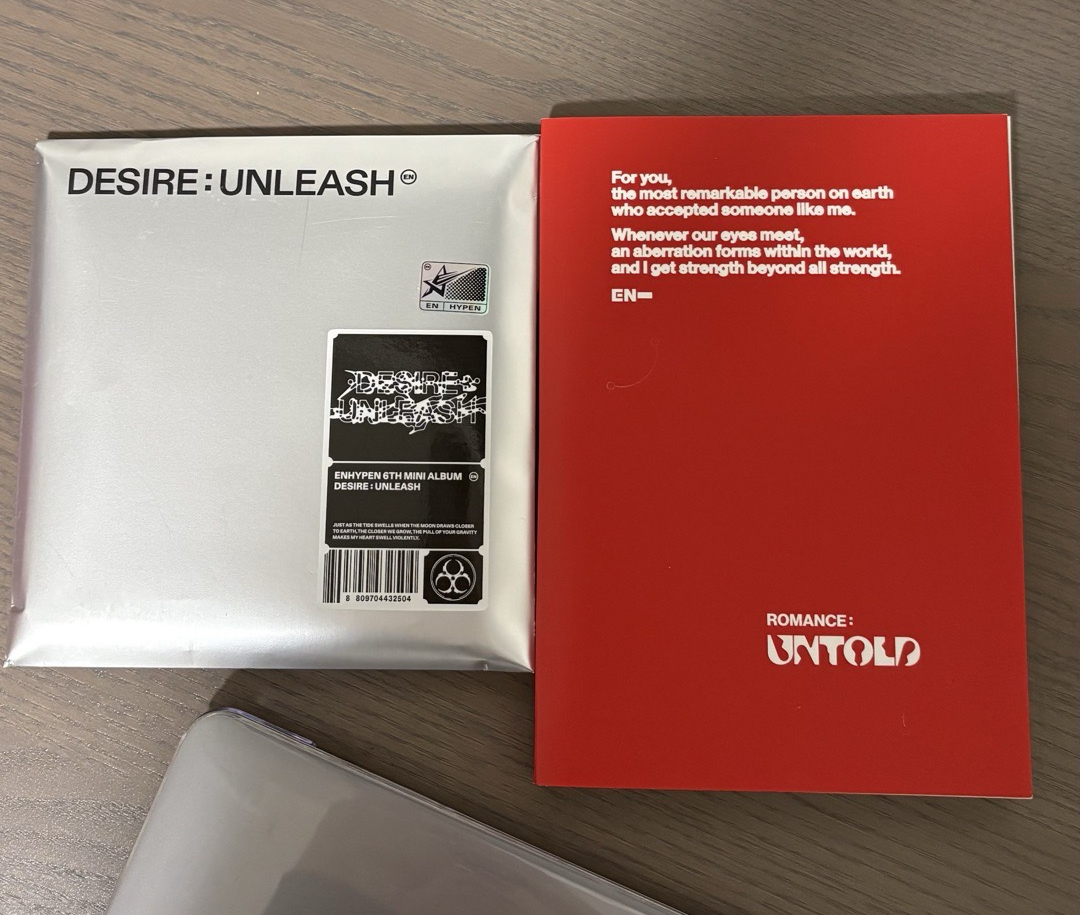 DESIRE : UNLEASH EN
EN
EN HYPEN
DESIRE :
UNLEASH
ENHYPEN 6TH MINI ALBUM EN
DESIRE : UNLEASH
JUST AS THE TIDE SWELLS WHEN THE MOON DRAWS CLOSER
TO EARTH, THE CLOSER WE GROW, THE PULL OF YOUR GRAVITY
MAKES MY HEART SWELL VIOLENTLY.
8 809704432504
For you,
the most remarkable person on earth
who accepted someone like me.
Whenever our eyes meet,
an aberration forms within the world,
and I get strength beyond all strength.
EN–
ROMANCE :
UNTOLD